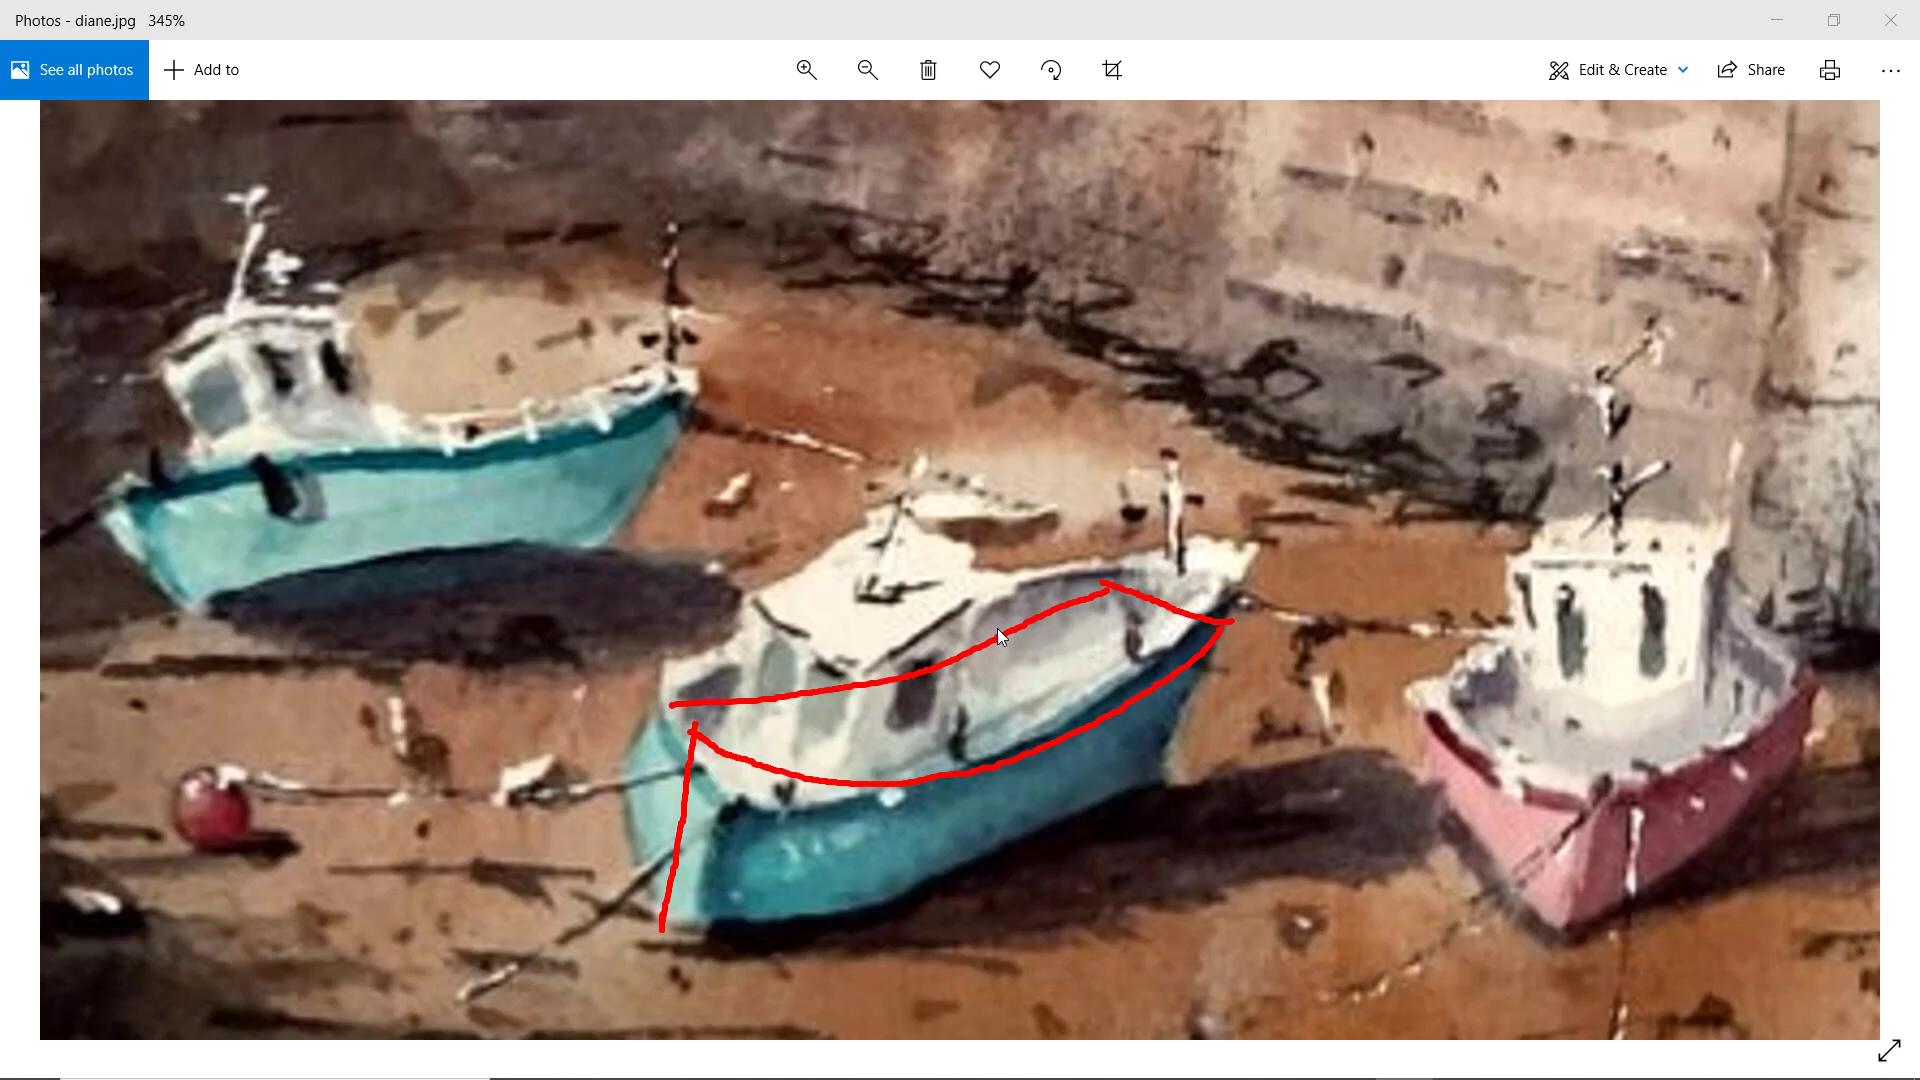 Photos - diane.jpg   345%
See all photos
Add to
Edit & Create
Share